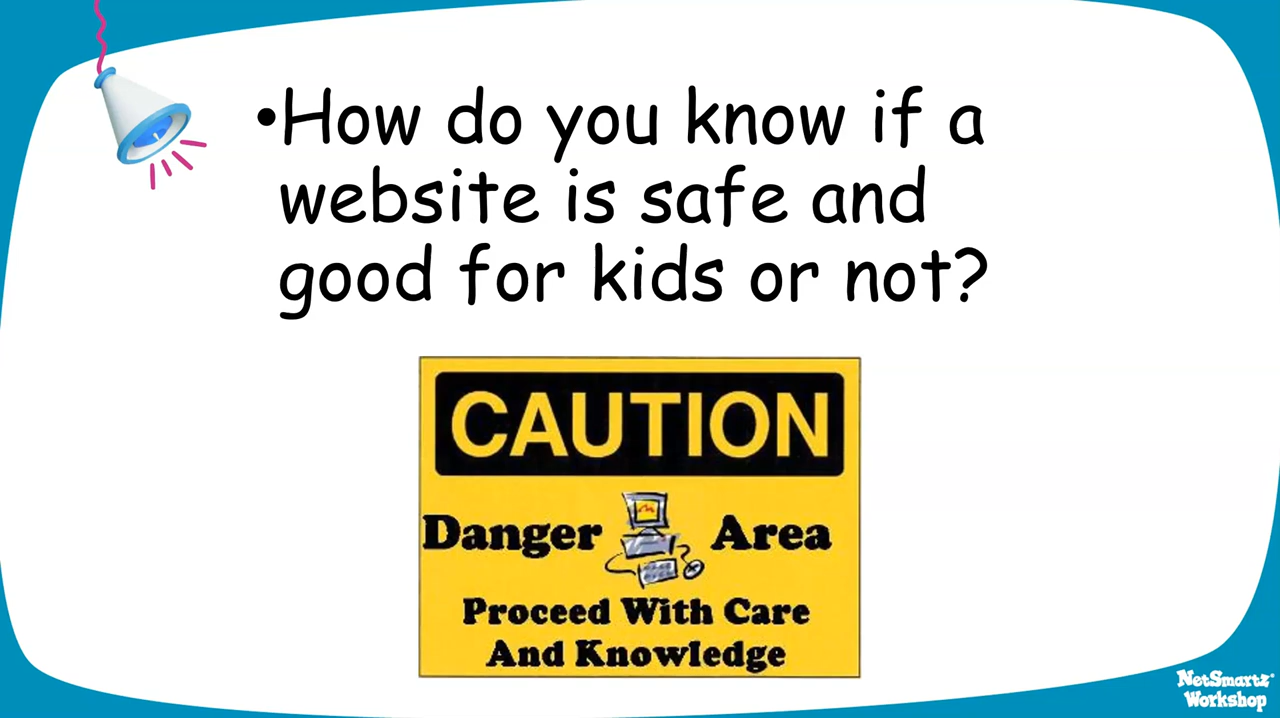 •How do you know if a
website is safe and
good for kids or not?
CAUTION
Danger Area
Proceed With Care
And Knowledge
NetSmartz®
Workshop